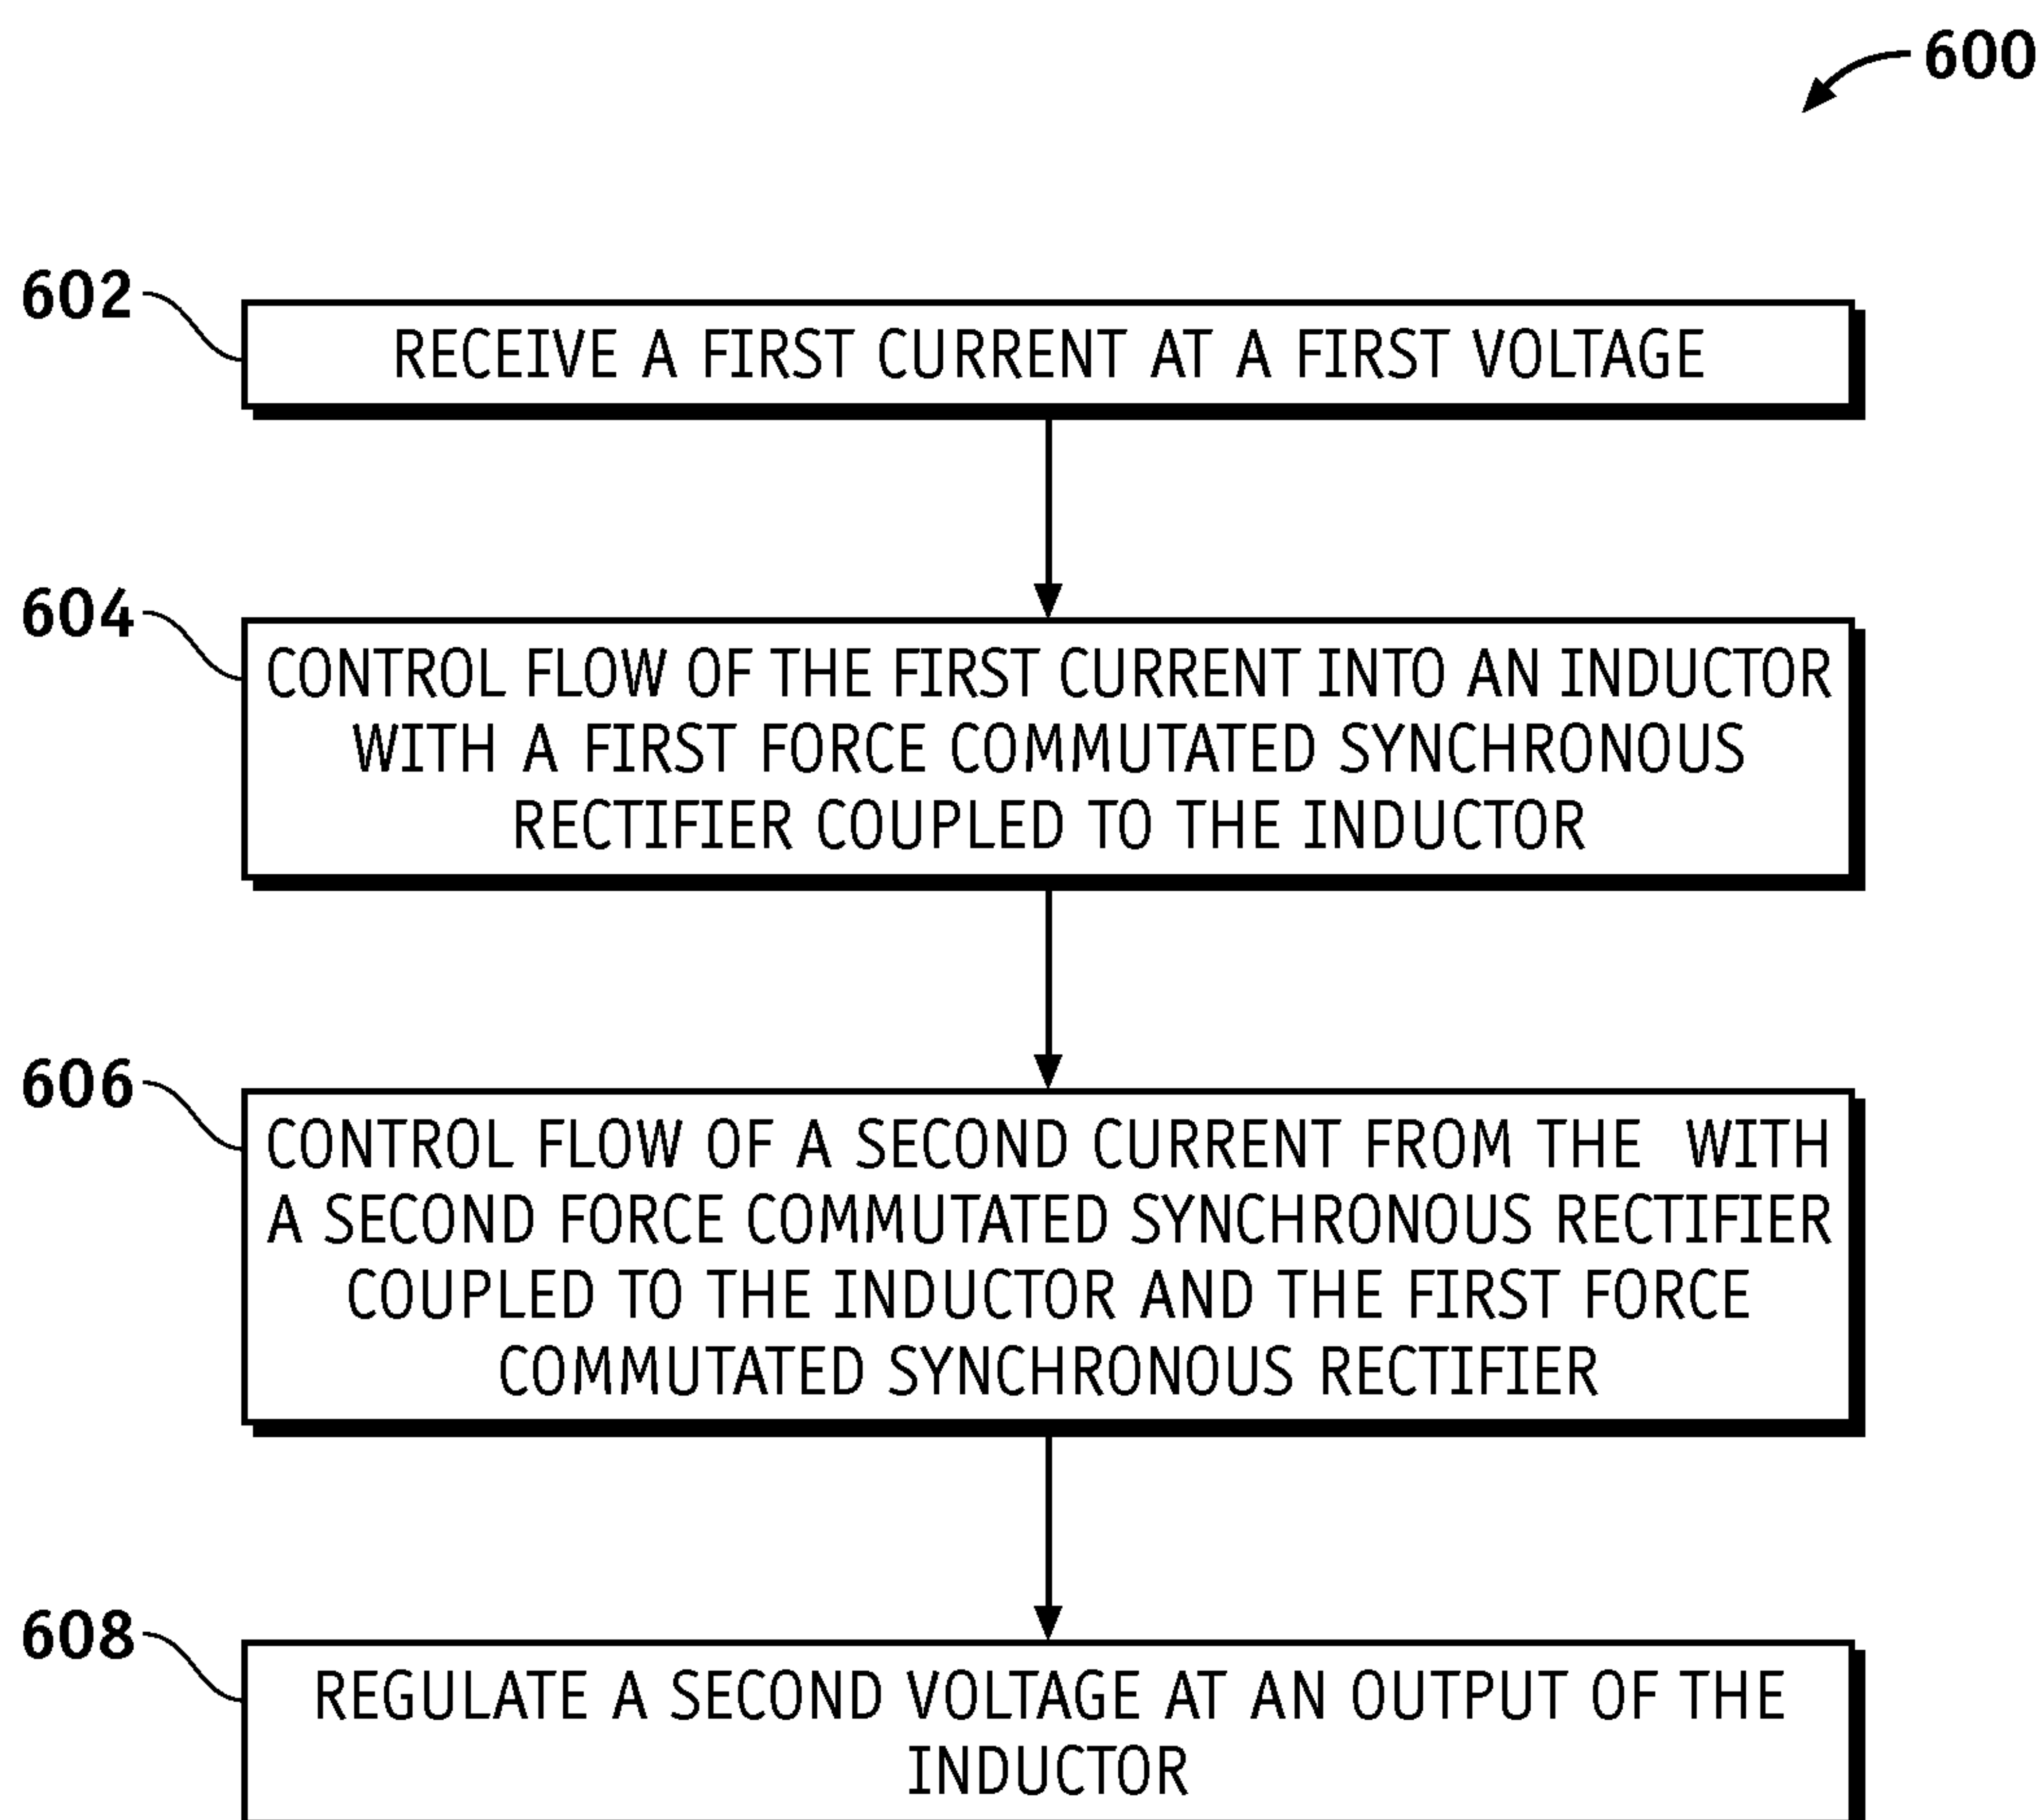 600
602
RECEIVE A FIRST CURRENT AT A FIRST VOLTAGE
604
CONTROL FLOW OF THE FIRST CURRENT INTO AN INDUCTOR
WITH A FIRST FORCE COMMUTATED SYNCHRONOUS
RECTIFIER COUPLED TO THE INDUCTOR
606
CONTROL FLOW OF A SECOND CURRENT FROM THE WITH
A SECOND FORCE COMMUTATED SYNCHRONOUS RECTIFIER
COUPLED TO THE INDUCTOR AND THE FIRST FORCE
COMMUTATED SYNCHRONOUS RECTIFIER
608
REGULATE A SECOND VOLTAGE AT AN OUTPUT OF THE
INDUCTOR